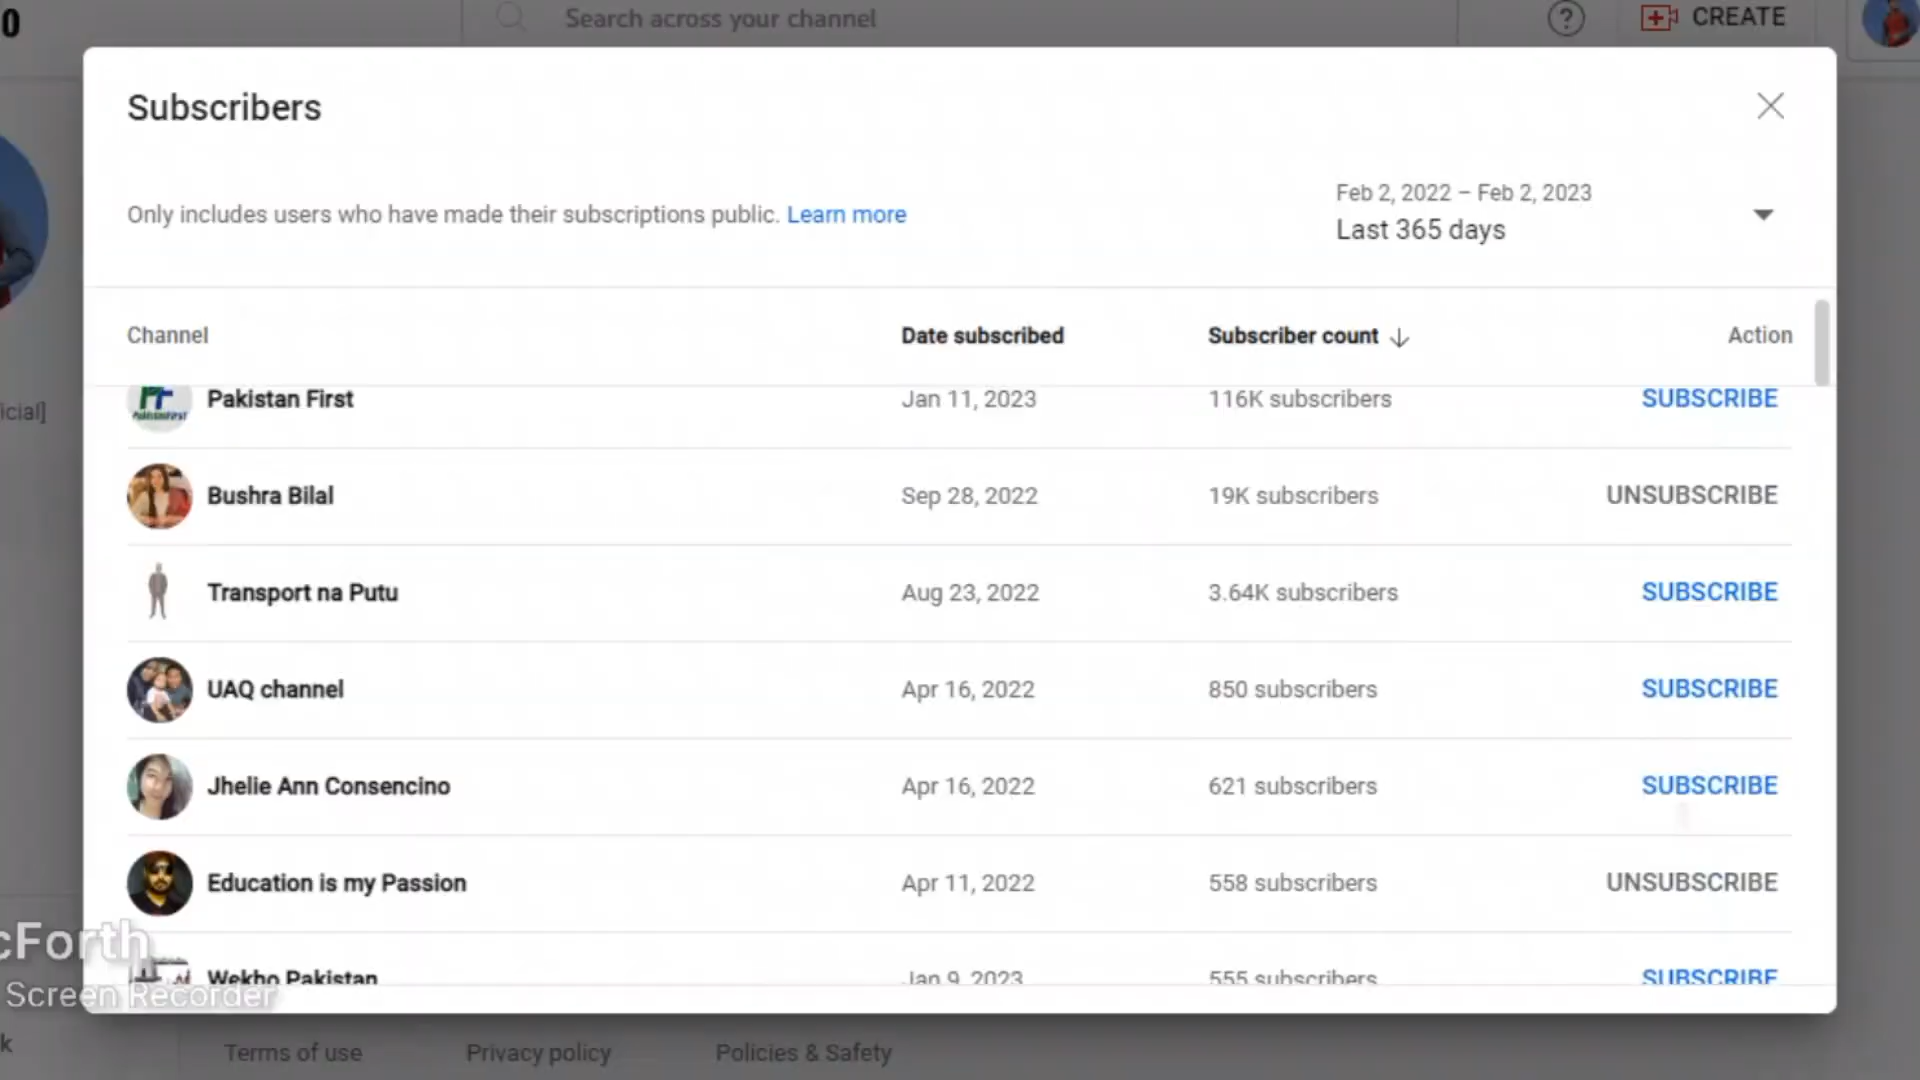 0
Search across your channel
CREATE
Subscribers
Only includes users who have made their subscriptions public. Learn more
Feb 2, 2022 – Feb 2, 2023
Last 365 days
Channel
Date subscribed
Subscriber count
Action
icial]
Pakistan First
Jan 11, 2023
116K subscribers
SUBSCRIBE
Bushra Bilal
Sep 28, 2022
19K subscribers
UNSUBSCRIBE
Transport na Putu
Aug 23, 2022
3.64K subscribers
SUBSCRIBE
UAQ channel
Apr 16, 2022
850 subscribers
SUBSCRIBE
Jhelie Ann Consencino
Apr 16, 2022
621 subscribers
SUBSCRIBE
Education is my Passion
Apr 11, 2022
558 subscribers
UNSUBSCRIBE
cForth
Wekho Pakistan
Jan 9, 2023
555 subscribers
SUBSCRIBE
Screen Recorder
k
Terms of use
Privacy policy
Policies & Safety